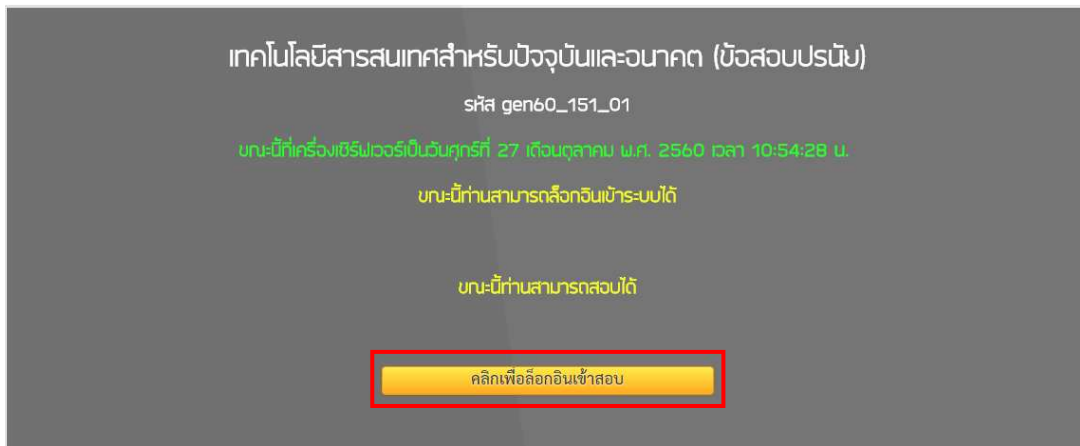 เทคโนโลยีสารสนเทศสำหรับปัจจุบันและอนาคต (ข้อสอบปรนัย)
รหัส gen60_151_01
ขณะนี้ที่เครื่องเซิร์ฟเวอร์เป็นวันศุกร์ที่ 27 เดือนตุลาคม พ.ศ. 2560 เวลา 10:54:28 น.
ขณะนี้ท่านสามารถล็อกอินเข้าระบบได้
ขณะนี้ท่านสามารถสอบได้
คลิกเพื่อล็อกอินเข้าสอบ